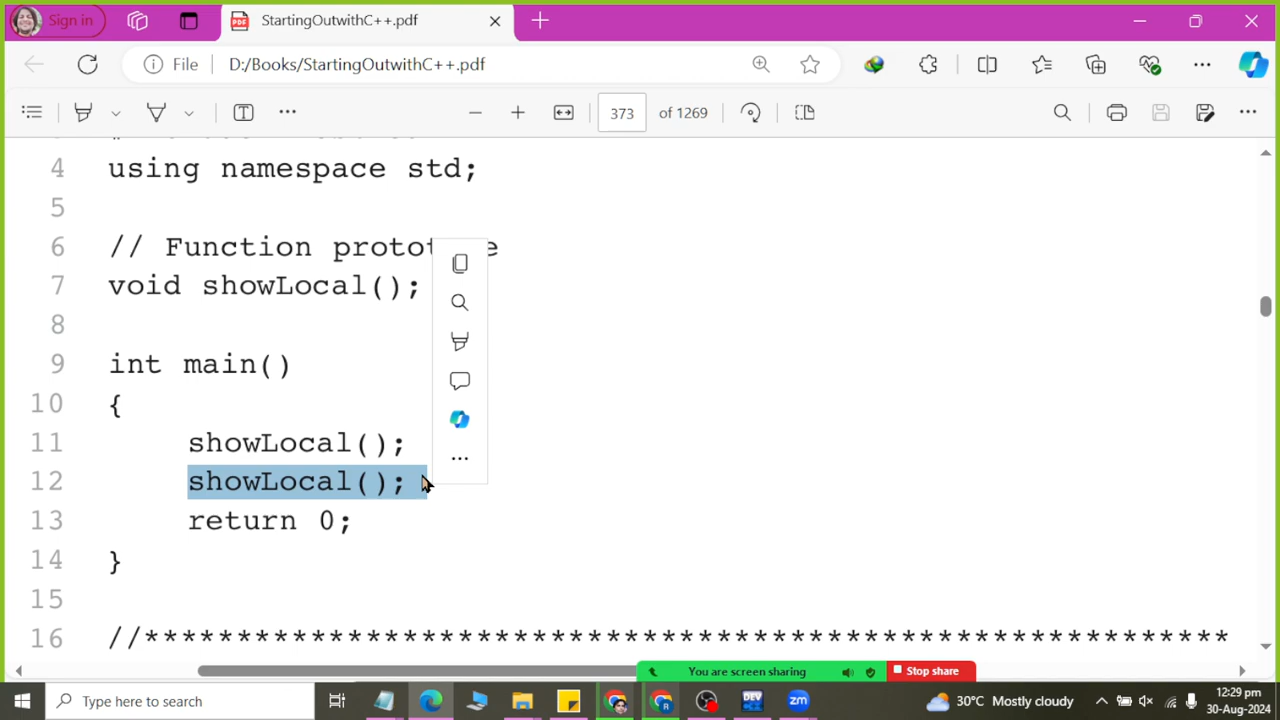 Sign in
StartingOutwithC++.pdf
File
D:/Books/StartingOutwithC++.pdf
373 of 1269
4 using namespace std;
5
6 // Function protot e
7 void showLocal();
8
9 int main()
10 {
11 showLocal();
12 showLocal();
13 return 0;
14 }
15
16 //************************************************************
You are screen sharing
Stop share
Type here to search
DEV
zm
30°C Mostly cloudy
12:29 pm
30-Aug-2024